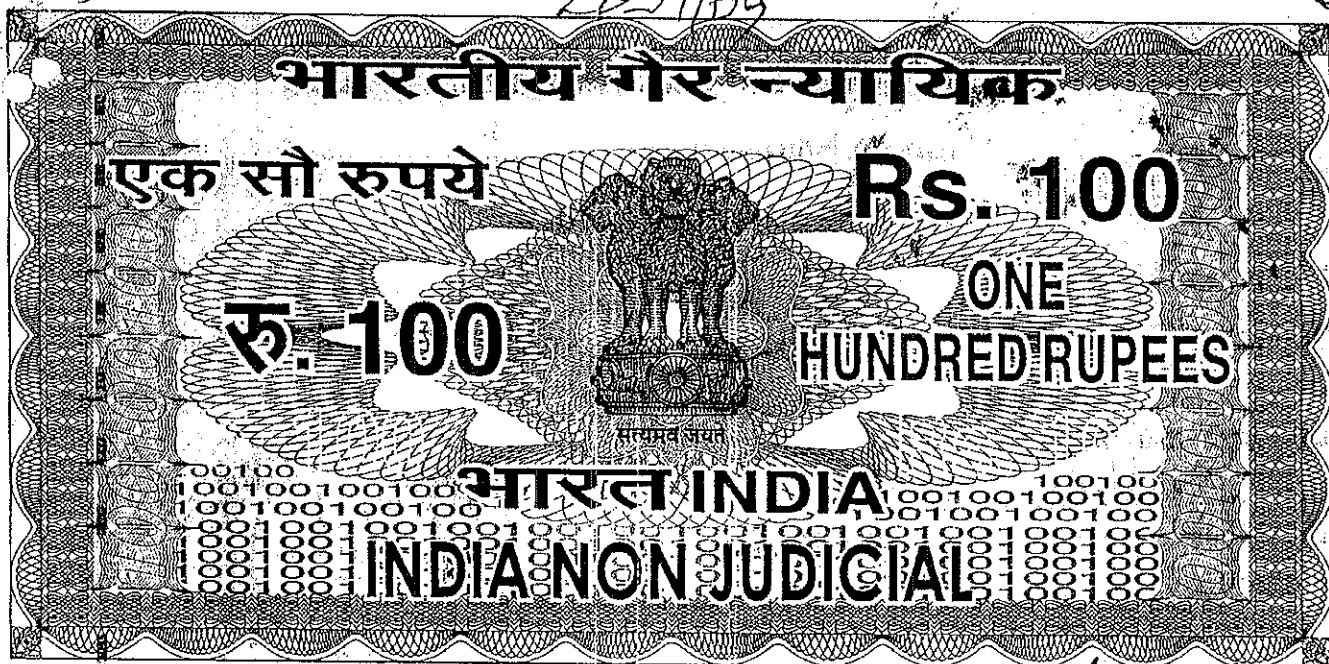 भारतीय गैर न्यायिक
एक सौ रुपये
Rs. 100
रु. 100
ONE
HUNDRED RUPEES
सत्यमेव जयते
भारत INDIA
INDIA NON JUDICIAL